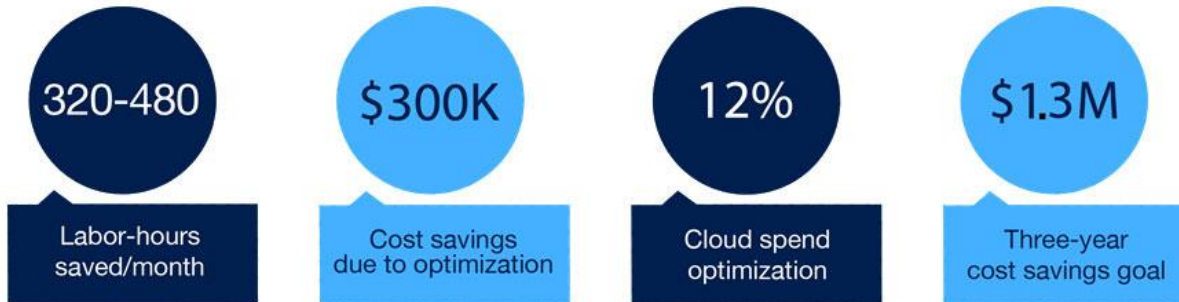 320-480
$300K
12%
$1.3M
Labor-hours
saved/month
Cost savings
due to optimization
Cloud spend
optimization
Three-year
cost savings goal